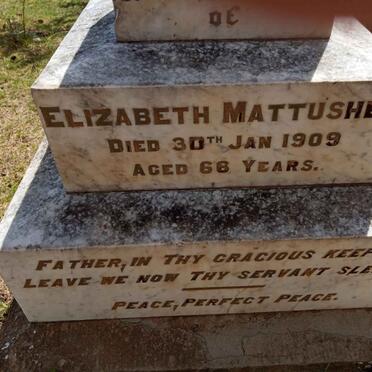 OF
ELIZABETH MATTUSHE
DIED 30TH JAN 1909
AGED 68 YEARS.
FATHER, IN THY GRACIOUS KEEP
LEAVE WE NOW THY SERVANT SLE
PEACE, PERFECT PEACE.